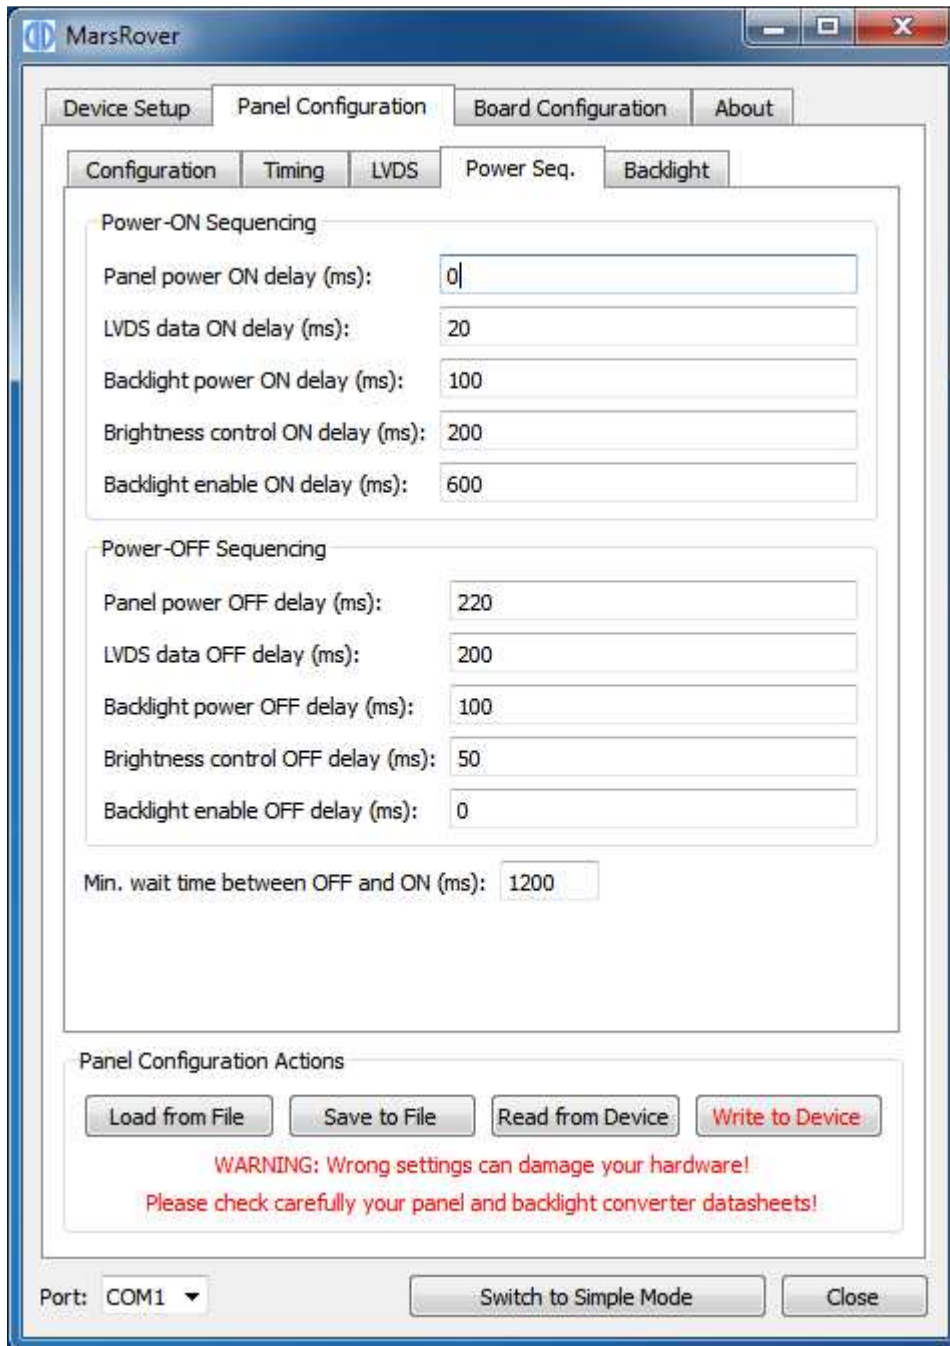 MarsRover
Device Setup Panel Configuration Board Configuration About
Configuration Timing LVDS Power Seq. Backlight
Power-ON Sequencing
Panel power ON delay (ms): 0
LVDS data ON delay (ms): 20
Backlight power ON delay (ms): 100
Brightness control ON delay (ms): 200
Backlight enable ON delay (ms): 600
Power-OFF Sequencing
Panel power OFF delay (ms): 220
LVDS data OFF delay (ms): 200
Backlight power OFF delay (ms): 100
Brightness control OFF delay (ms): 50
Backlight enable OFF delay (ms): 0
Min. wait time between OFF and ON (ms): 1200
Panel Configuration Actions
Load from File Save to File Read from Device Write to Device
WARNING: Wrong settings can damage your hardware!
Please check carefully your panel and backlight converter datasheets!
Port: COM1 Switch to Simple Mode Close